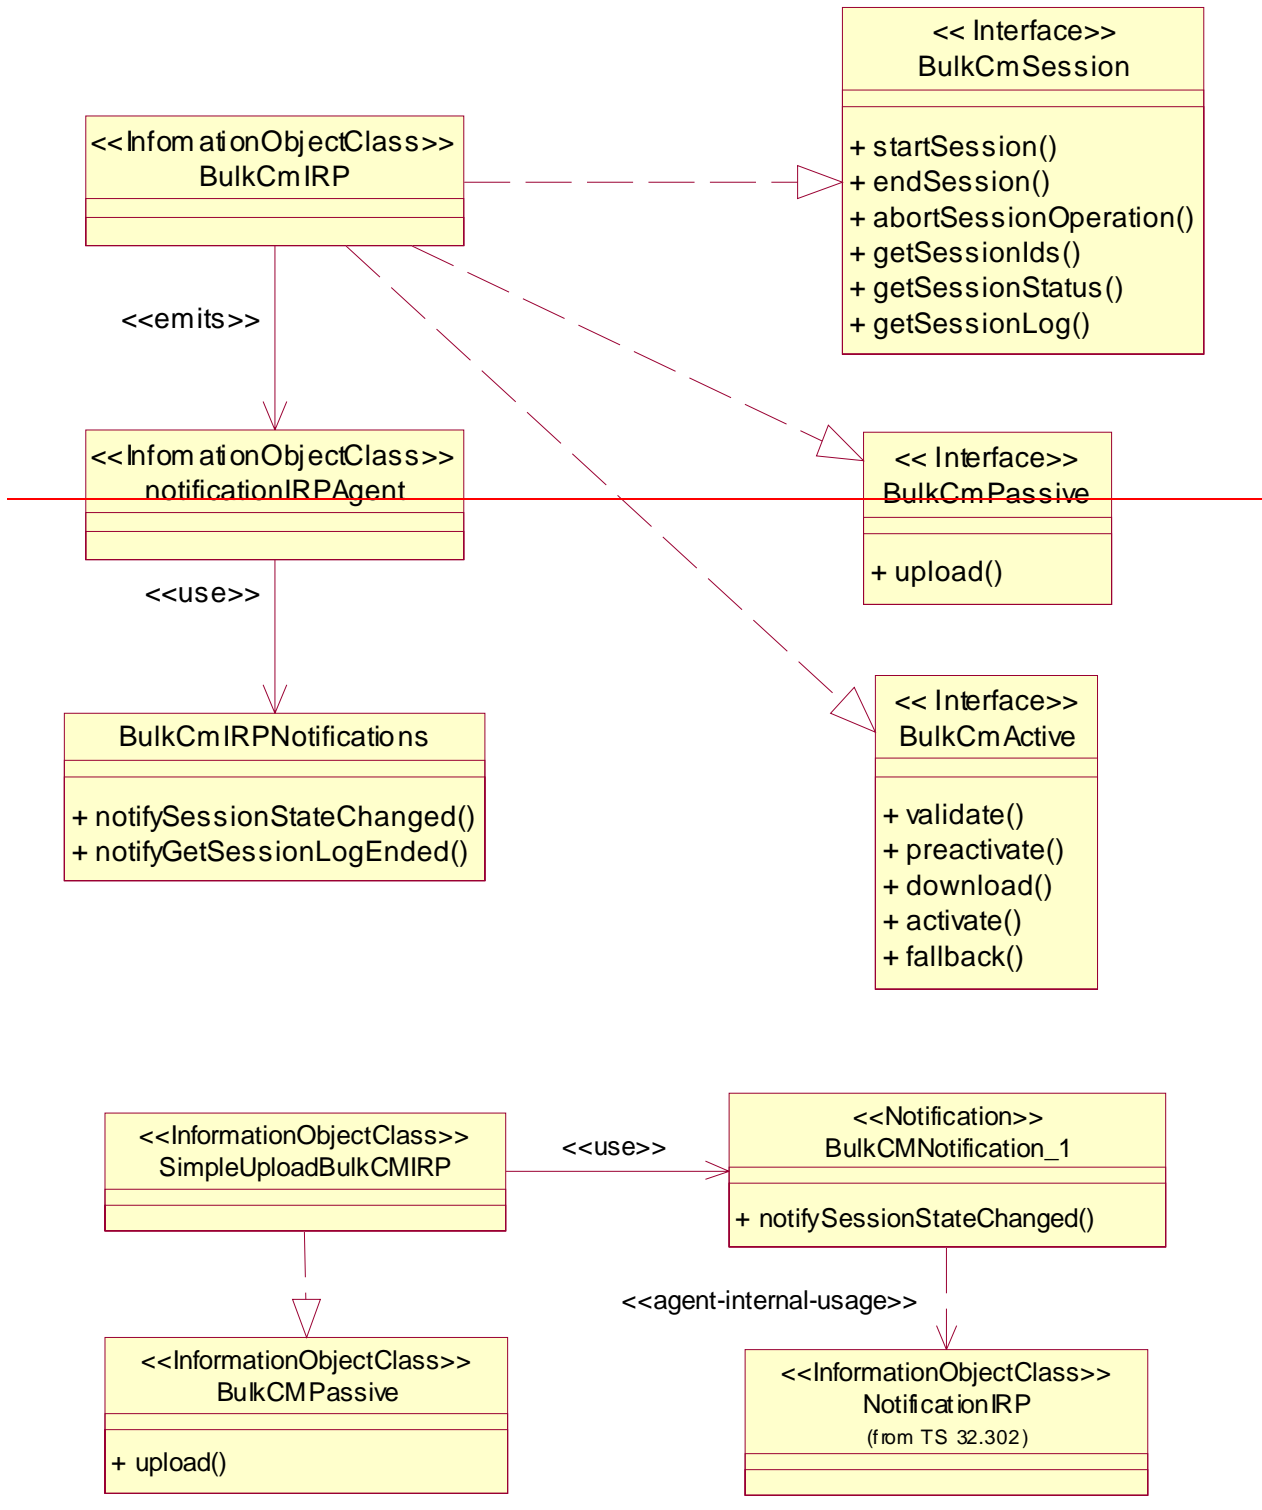 << Interface>>
BulkCmSession
+ startSession()
+ endSession()
+ abortSessionOperation()
+ getSessionIds()
+ getSessionStatus()
+ getSessionLog()
<<InfomationObjectClass>>
BulkCmIRP
<<emits>>
<<InfomationObjectClass>>
notificationIRPAgent
<< Interface>>
BulkCmPassive
+ upload()
<<use>>
BulkCmIRPNotifications
+ notifySessionStateChanged()
+ notifyGetSessionLogEnded()
<< Interface>>
BulkCmActive
+ validate()
+ preactivate()
+ download()
+ activate()
+ fallback()
<<InformationObjectClass>>
SimpleUploadBulkCMIRP
<<use>>
<<Notification>>
BulkCMNotification_1
+ notifySessionStateChanged()
<<agent-internal-usage>>
<<InformationObjectClass>>
BulkCMPassive
+ upload()
<<InformationObjectClass>>
NotificationIRP
(from TS 32.302)